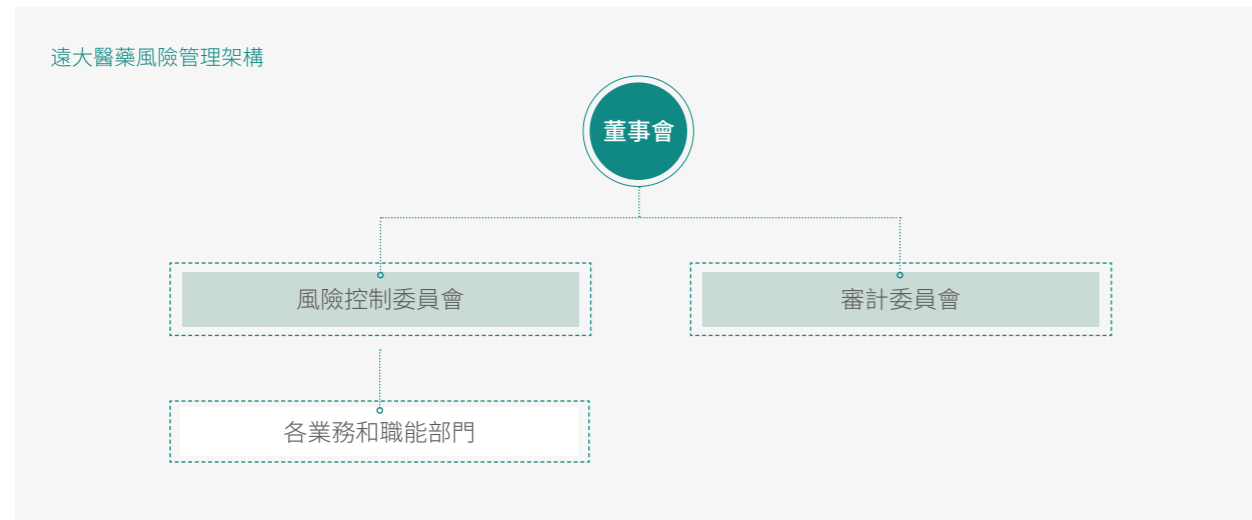 遠大醫藥風險管理架構
董事會
風險控制委員會
審計委員會
各業務和職能部門